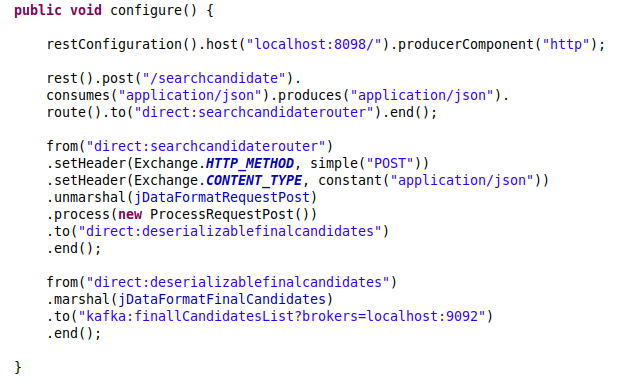 public void configure() {
restConfiguration().host("localhost:8098/").producerComponent("http");
rest().post("/searchcandidate").
consumes("application/json").produces("application/json").
route().to("direct:searchcandidaterouter").end();
from("direct:searchcandidaterouter")
.setHeader(Exchange.HTTP_METHOD, simple("POST"))
.setHeader(Exchange.CONTENT_TYPE, constant("application/json"))
.unmarshal(jDataFormatRequestPost)
.process(new ProcessRequestPost())
.to("direct:deserializablefinalcandidates")
.end();
from("direct:deserializablefinalcandidates")
.marshal(jDataFormatFinalCandidates)
.to("kafka:finallCandidatesList?brokers=localhost:9092")
.end();
}